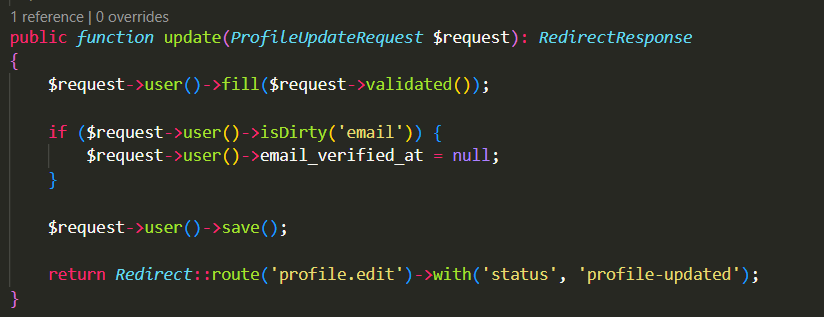 1 reference | 0 overrides
public function update(ProfileUpdateRequest $request): RedirectResponse
{
    $request->user()->fill($request->validated());

    if ($request->user()->isDirty('email')) {
        $request->user()->email_verified_at = null;
    }

    $request->user()->save();

    return Redirect::route('profile.edit')->with('status', 'profile-updated');
}